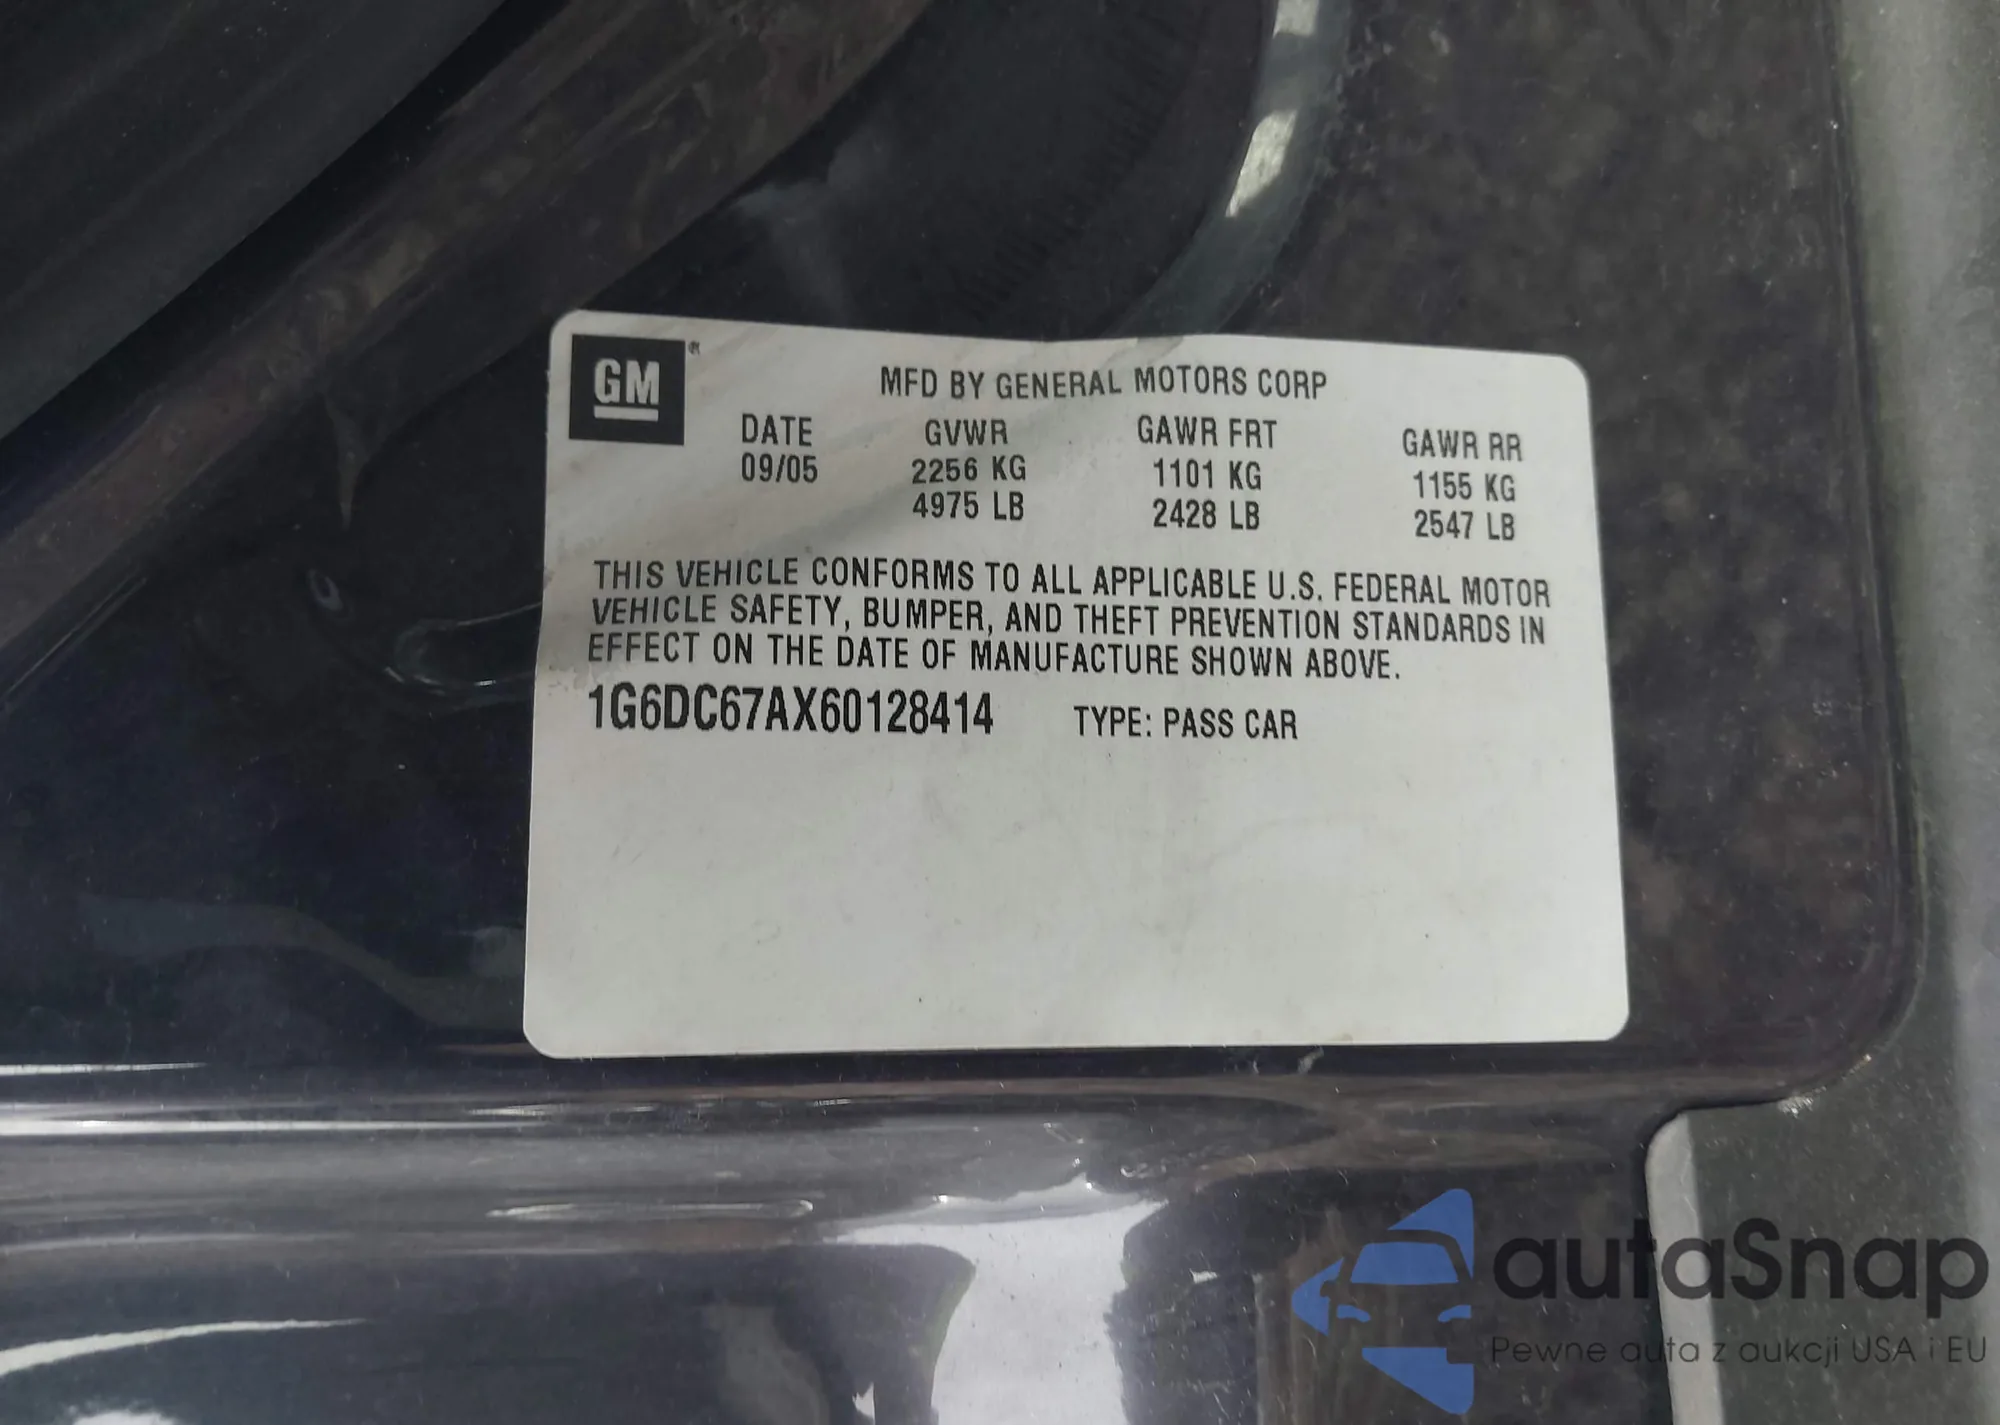 GM
MFD BY GENERAL MOTORS CORP
DATE GVWR GAWR FRT GAWR RR
09/05 2256 KG 1101 KG 1155 KG
4975 LB 2428 LB 2547 LB
THIS VEHICLE CONFORMS TO ALL APPLICABLE U.S. FEDERAL MOTOR
VEHICLE SAFETY, BUMPER, AND THEFT PREVENTION STANDARDS IN
EFFECT ON THE DATE OF MANUFACTURE SHOWN ABOVE.
1G6DC67AX60128414 TYPE: PASS CAR
autaSnap
Pewne auta z aukcji USA i EU